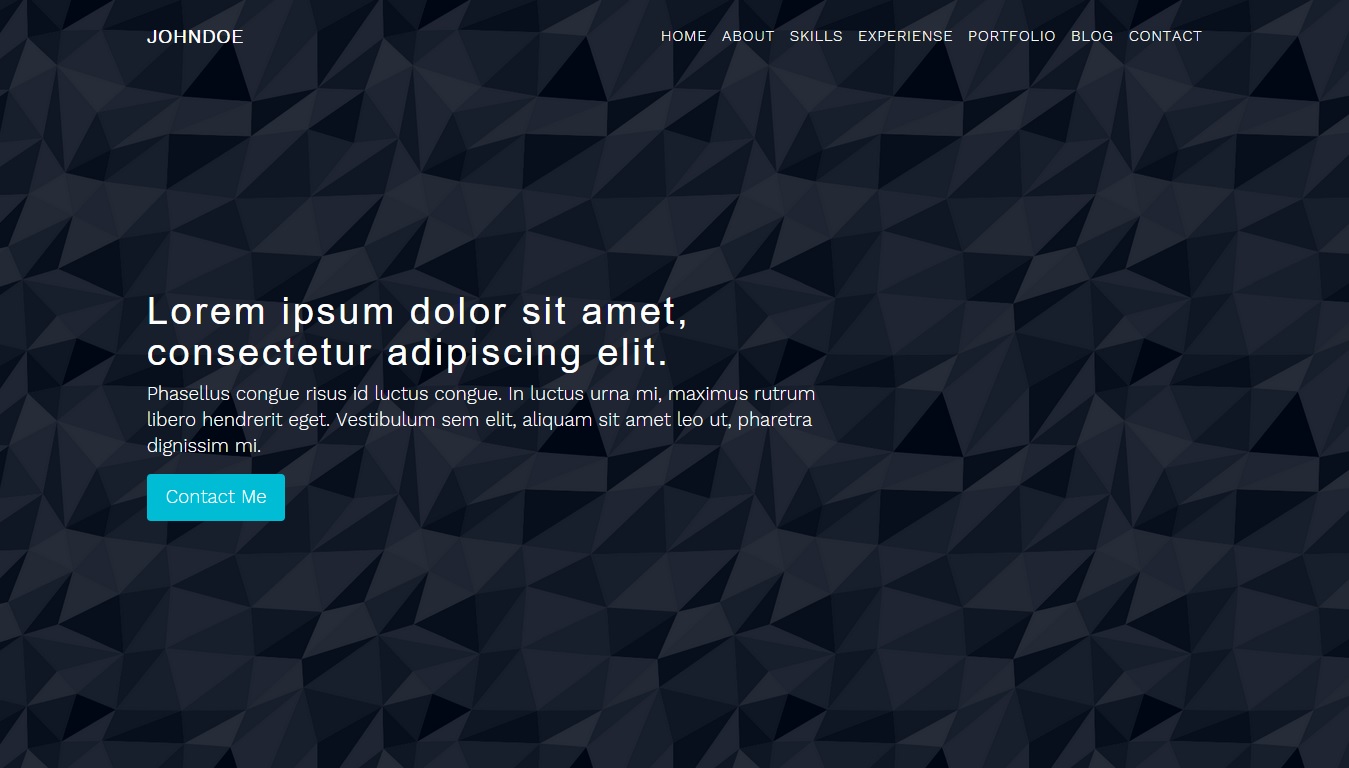 JOHNDOE
HOME ABOUT SKILLS EXPERIENSE PORTFOLIO BLOG CONTACT
Lorem ipsum dolor sit amet,
consectetur adipiscing elit.
Phasellus congue risus id luctus congue. In luctus urna mi, maximus rutrum
libero hendrerit eget. Vestibulum sem elit, aliquam sit amet leo ut, pharetra
dignissim mi.
Contact Me